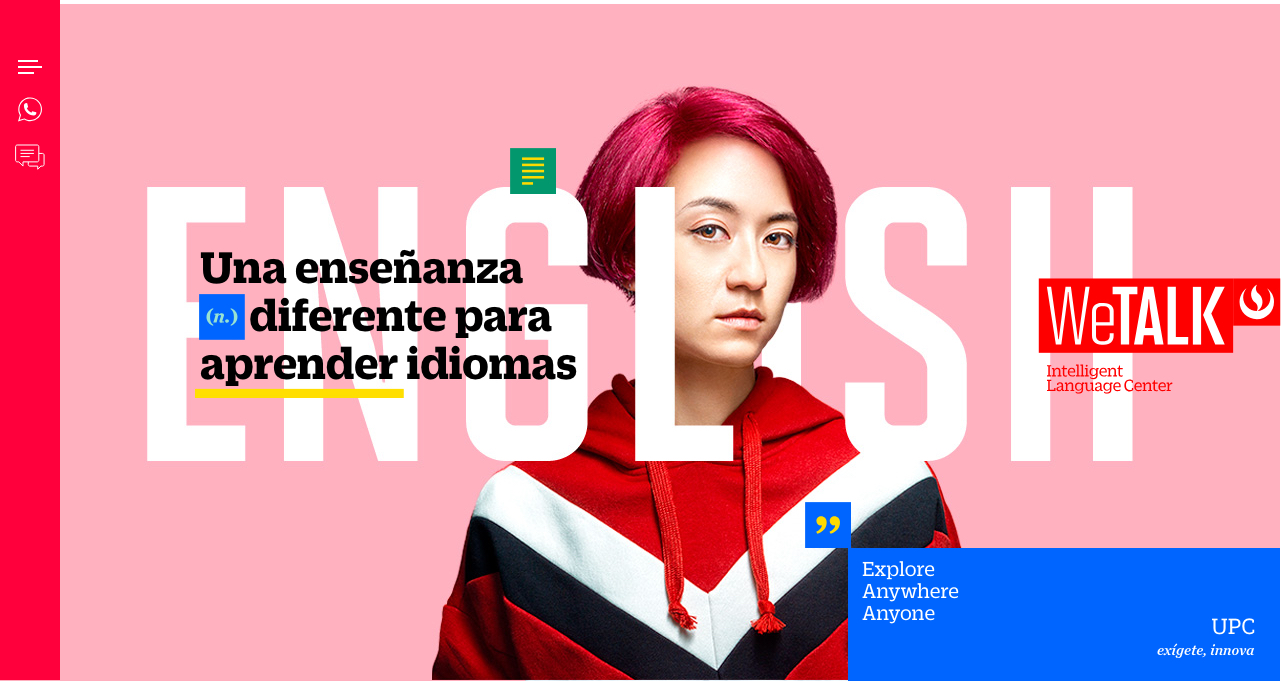 ENGLISH
Una enseñanza
(n.) diferente para
aprender idiomas
WeTALK
Intelligent
Language Center
”
Explore
Anywhere
Anyone
UPC
exígete, innova